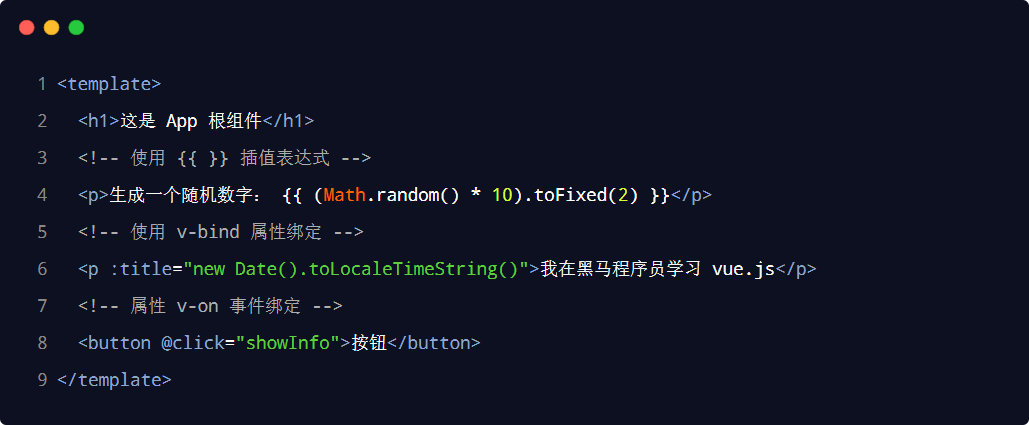 1 <template>
2 <h1>这是 App 根组件</h1>
3 <!-- 使用 {{ }} 插值表达式 -->
4 <p>生成一个随机数字： {{ (Math.random() * 10).toFixed(2) }}</p>
5 <!-- 使用 v-bind 属性绑定 -->
6 <p :title="new Date().toLocaleTimeString()">我在黑马程序员学习 vue.js</p>
7 <!-- 属性 v-on 事件绑定 -->
8 <button @click="showInfo">按钮</button>
9 </template>